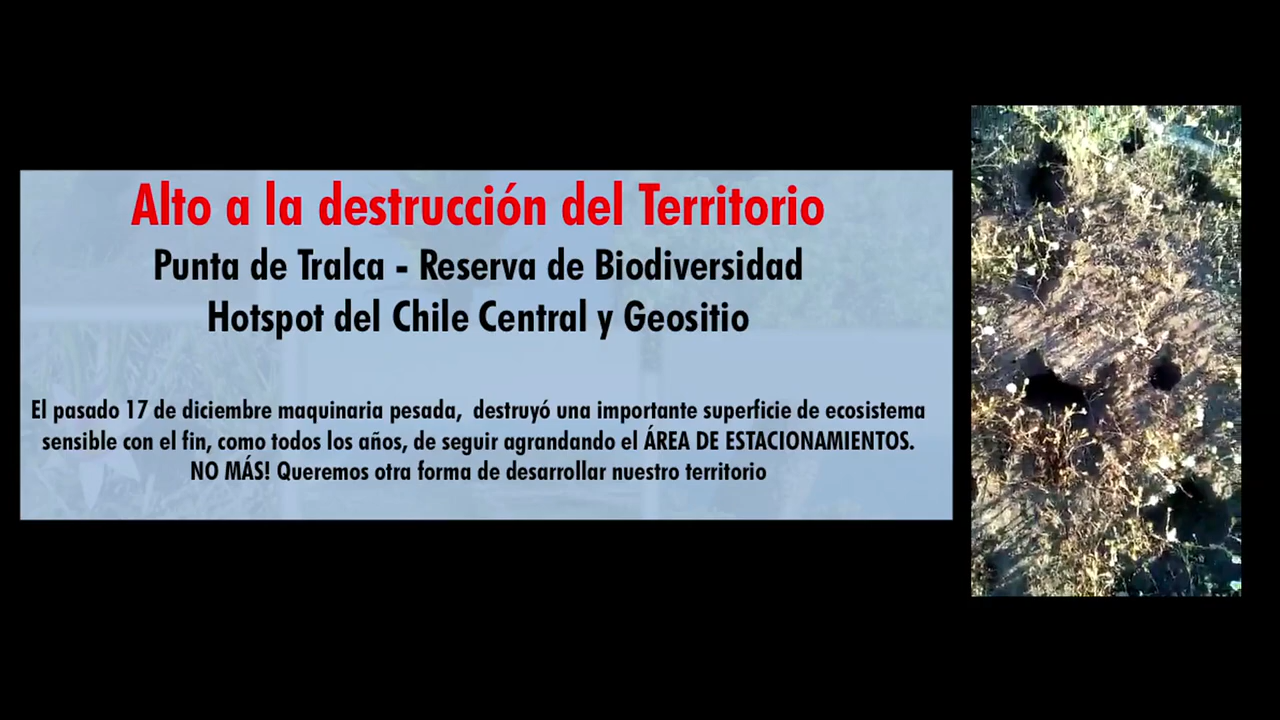 Alto a la destrucción del Territorio
Punta de Tralca - Reserva de Biodiversidad
Hotspot del Chile Central y Geositio
El pasado 17 de diciembre maquinaria pesada, destruyó una importante superficie de ecosistema
sensible con el fin, como todos los años, de seguir agrandando el ÁREA DE ESTACIONAMIENTOS.
NO MÁS! Queremos otra forma de desarrollar nuestro territorio